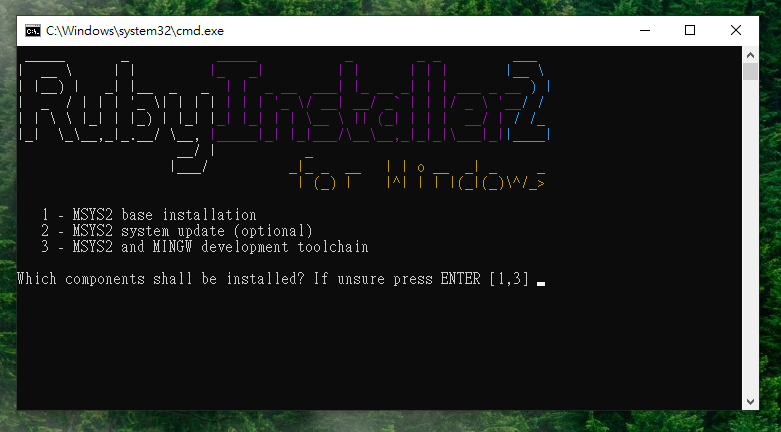 C:\Windows\system32\cmd.exe
RubyInstaller2
for Windows
1 - MSYS2 base installation
2 - MSYS2 system update (optional)
3 - MSYS2 and MINGW development toolchain
Which components shall be installed? If unsure press ENTER [1,3]